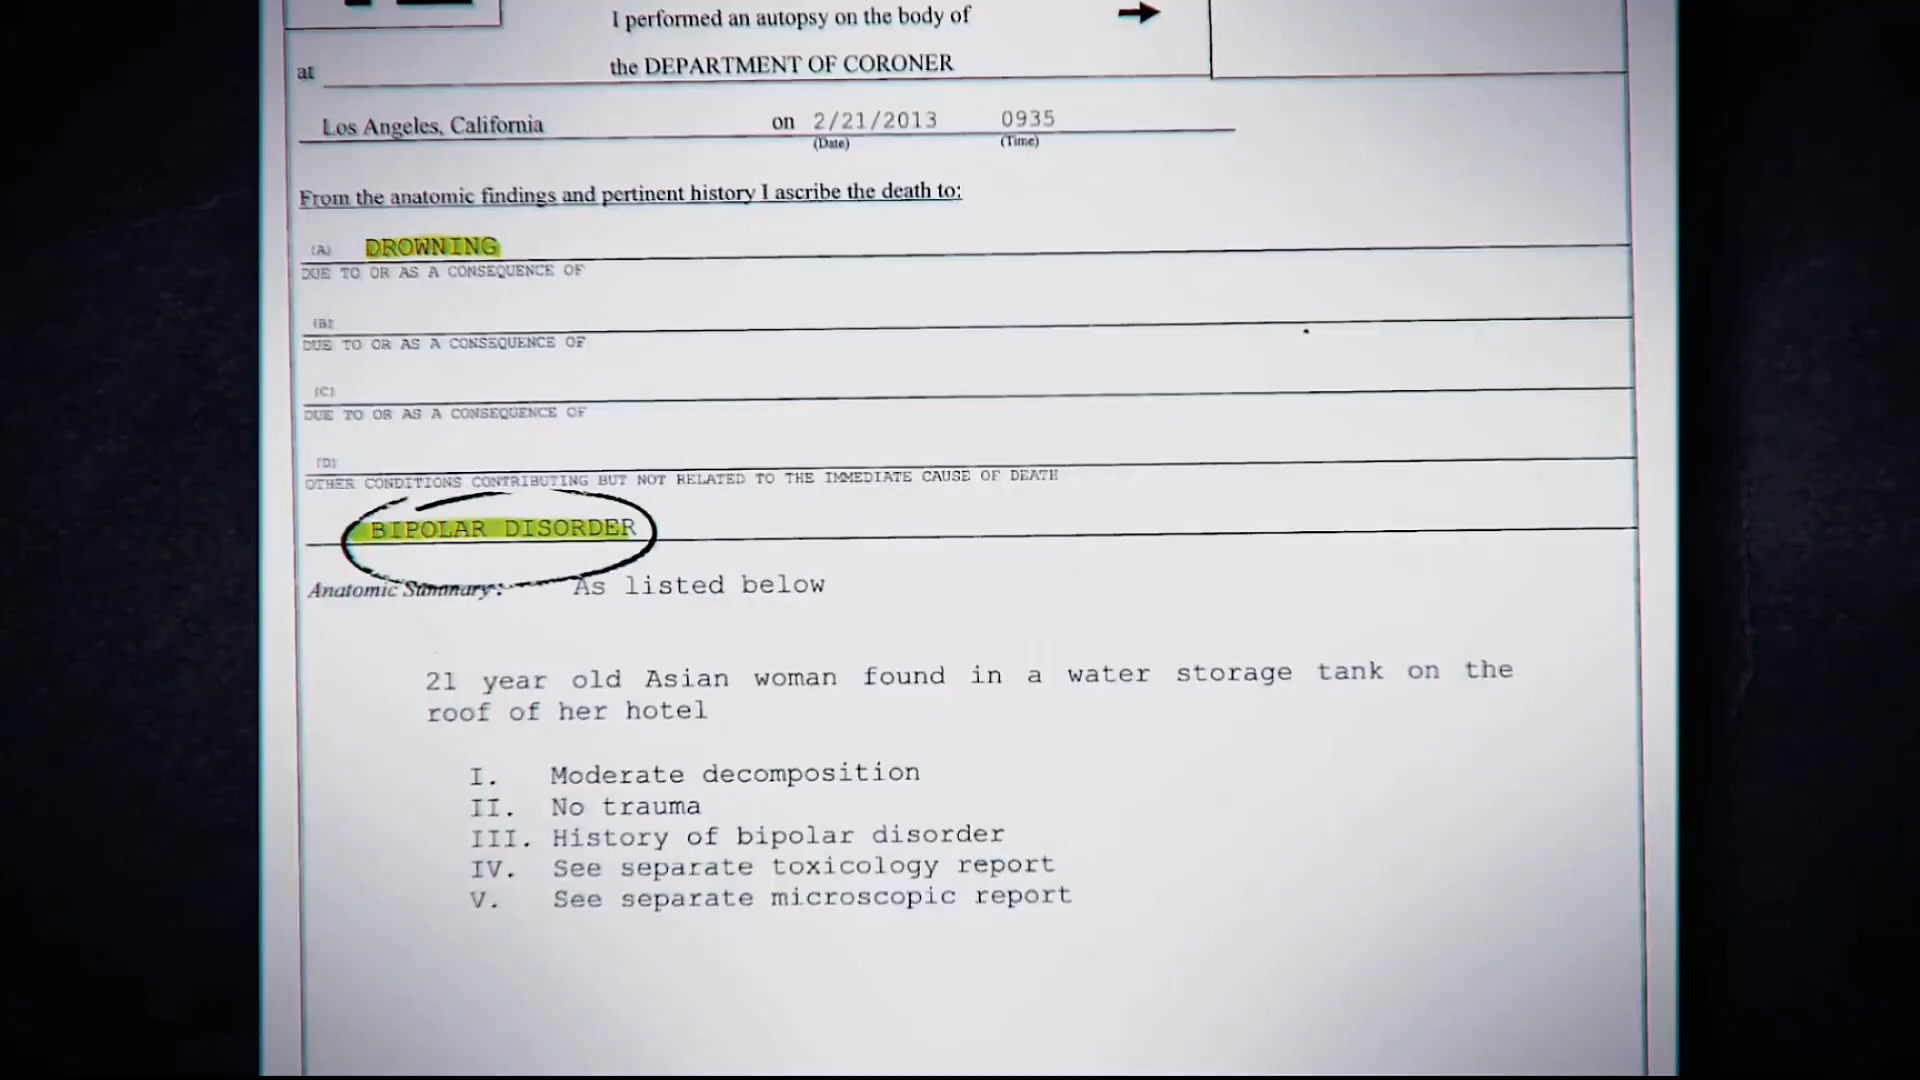 I performed an autopsy on the body of
at the DEPARTMENT OF CORONER
Los Angeles, California on 2/21/2013 0935
(Date) (Time)
From the anatomic findings and pertinent history I ascribe the death to:
(A) DROWNING
DUE TO OR AS A CONSEQUENCE OF
(B)
DUE TO OR AS A CONSEQUENCE OF
(C)
DUE TO OR AS A CONSEQUENCE OF
(D)
OTHER CONDITIONS CONTRIBUTING BUT NOT RELATED TO THE IMMEDIATE CAUSE OF DEATH
BIPOLAR DISORDER
Anatomic Summary: As listed below
21 year old Asian woman found in a water storage tank on the
roof of her hotel
I. Moderate decomposition
II. No trauma
III. History of bipolar disorder
IV. See separate toxicology report
V. See separate microscopic report